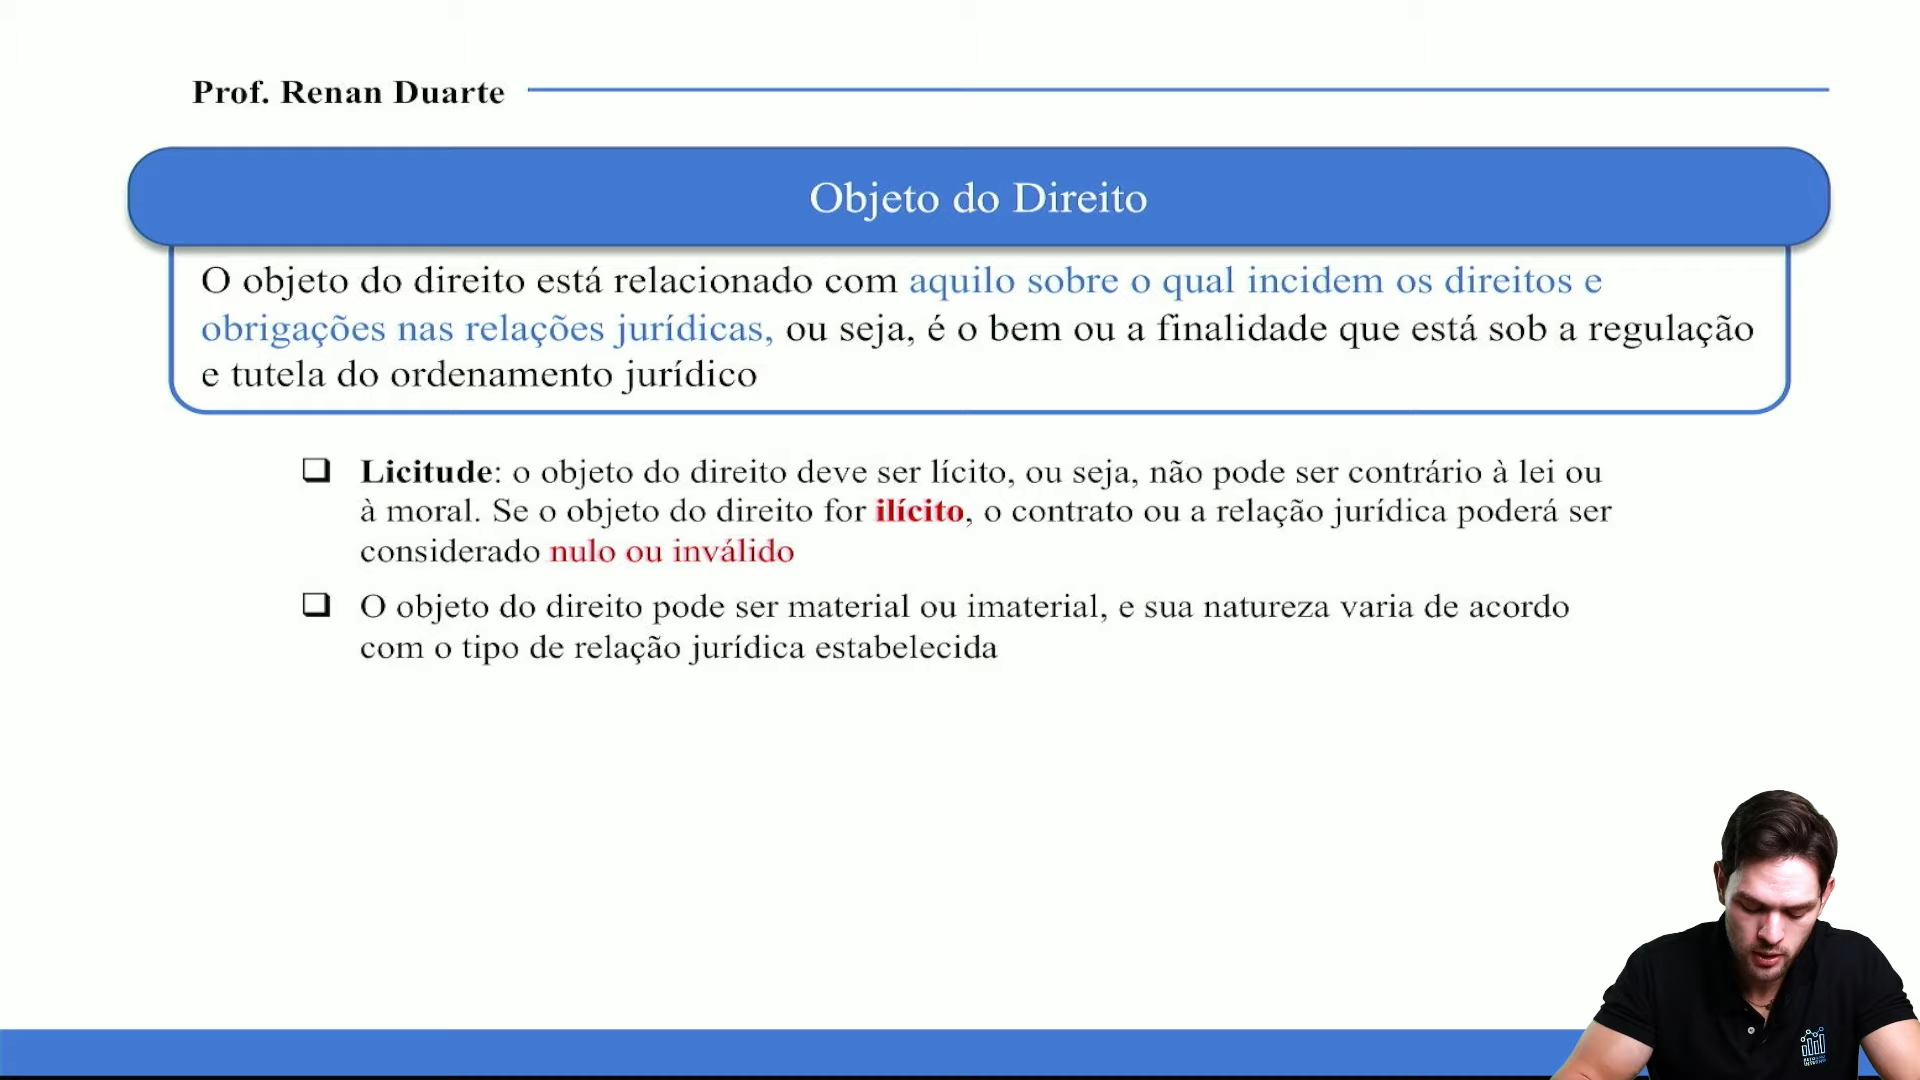 Prof. Renan Duarte
Objeto do Direito
O objeto do direito está relacionado com aquilo sobre o qual incidem os direitos e
obrigações nas relações jurídicas, ou seja, é o bem ou a finalidade que está sob a regulação
e tutela do ordenamento jurídico
Licitude: o objeto do direito deve ser lícito, ou seja, não pode ser contrário à lei ou
à moral. Se o objeto do direito for ilícito, o contrato ou a relação jurídica poderá ser
considerado nulo ou inválido
O objeto do direito pode ser material ou imaterial, e sua natureza varia de acordo
com o tipo de relação jurídica estabelecida